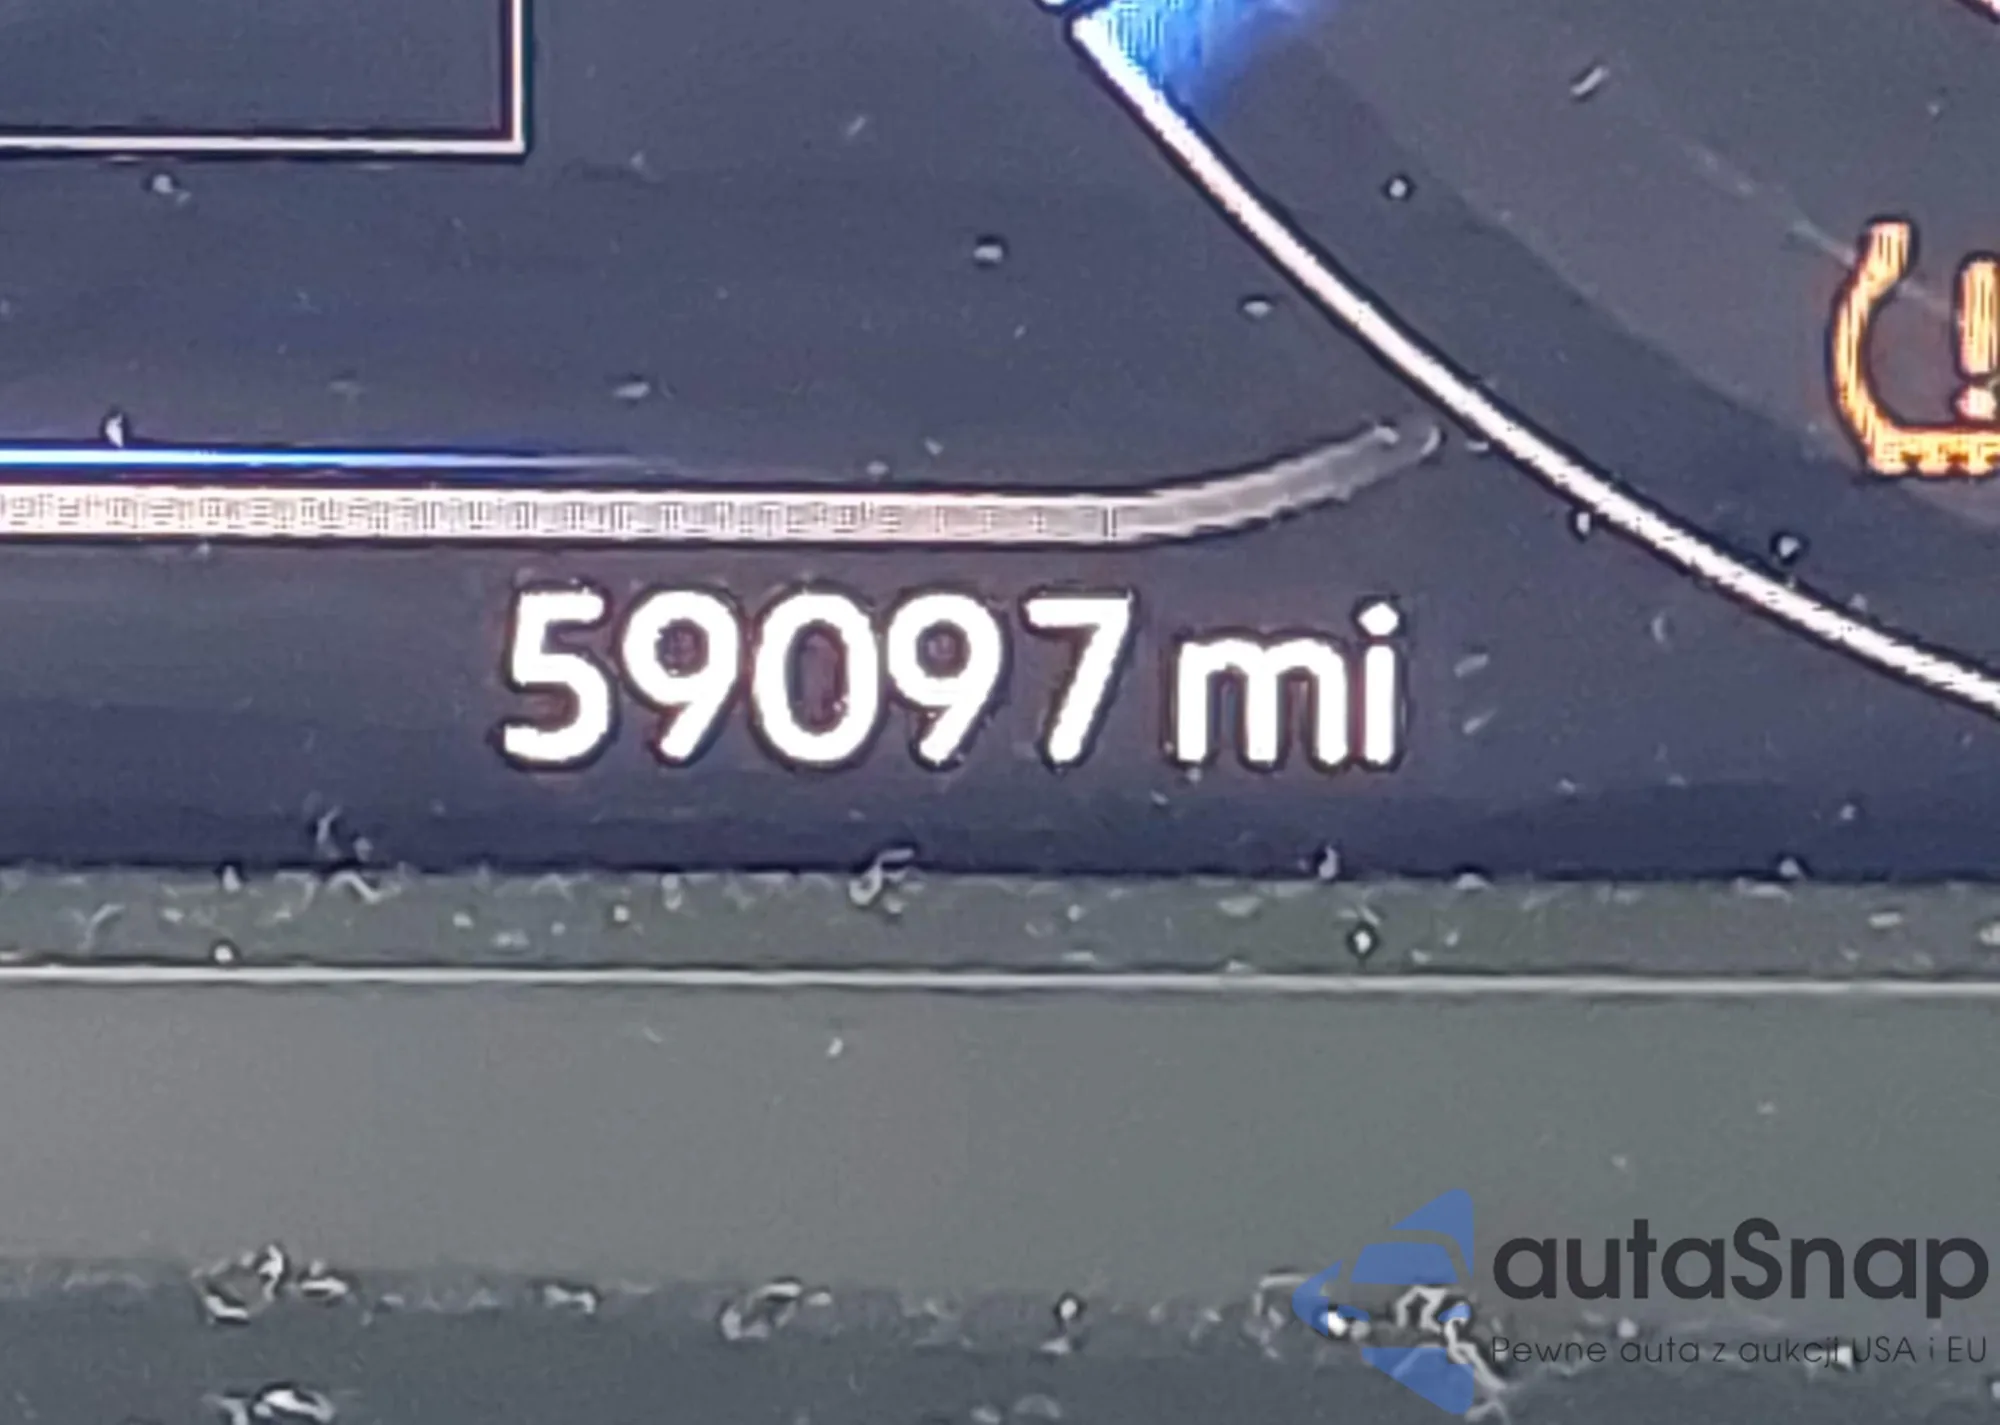 59097 mi
autaSnap
Pewne auta z aukcji USA i EU